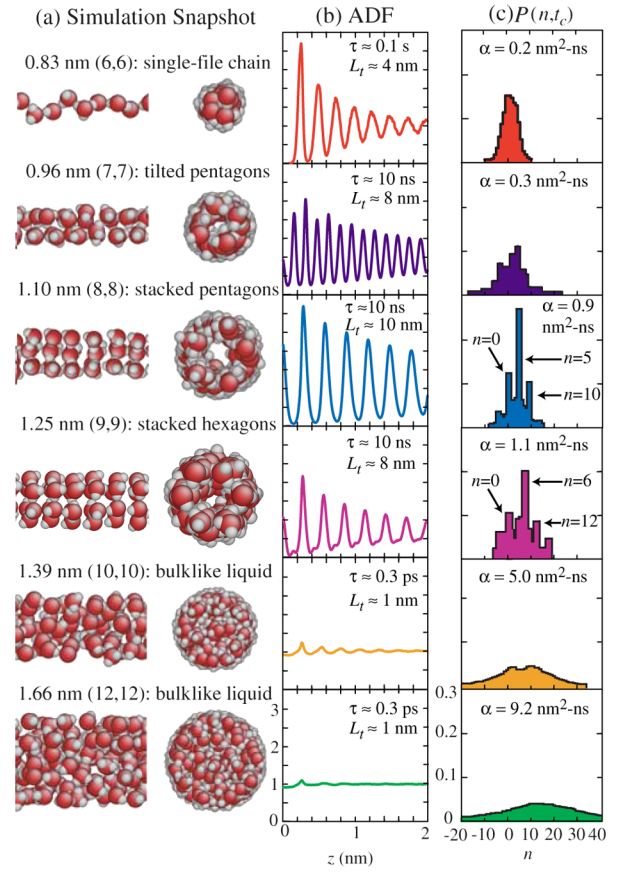 (a) Simulation Snapshot
(b) ADF
(c) P(n,t_c)
0.83 nm (6,6): single-file chain
τ ≈ 0.1 s
L_t ≈ 4 nm
α = 0.2 nm²-ns
0.96 nm (7,7): tilted pentagons
τ ≈ 10 ns
L_t ≈ 8 nm
α = 0.3 nm²-ns
1.10 nm (8,8): stacked pentagons
τ ≈10 ns
L_t ≈ 10 nm
α = 0.9
nm²-ns
n=0
n=5
n=10
1.25 nm (9,9): stacked hexagons
τ ≈ 10 ns
L_t ≈ 8 nm
α = 1.1 nm²-ns
n=0
n=6
n=12
1.39 nm (10,10): bulklike liquid
τ ≈ 0.3 ps
L_t ≈ 1 nm
α = 5.0 nm²-ns
1.66 nm (12,12): bulklike liquid
τ ≈ 0.3 ps
L_t ≈ 1 nm
α = 9.2 nm²-ns
3
2
1
0
0.3
0.2
0.1
0
0 1 2
z (nm)
-20 -10 0 10 20 30 40
n